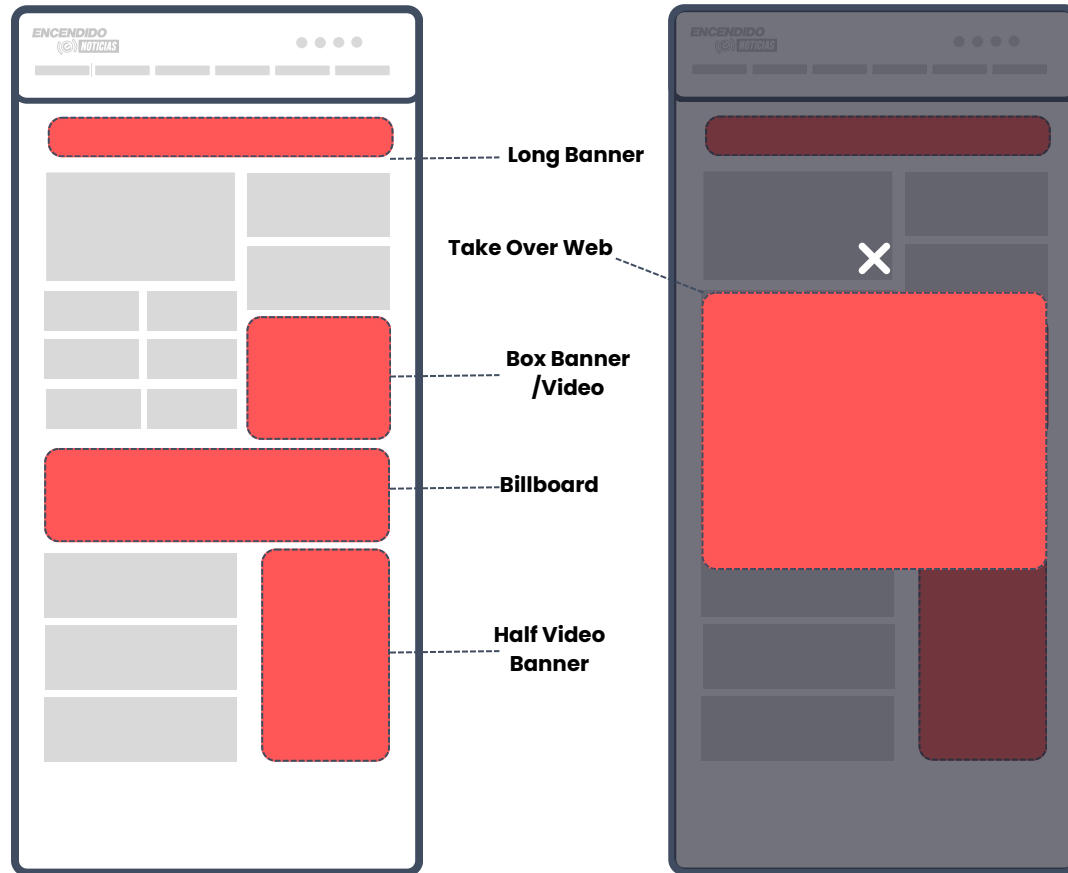 ENCENDIDO
NOTICIAS
ENCENDIDO
NOTICIAS
Long Banner
Take Over Web
Box Banner
/Video
Billboard
Half Video
Banner